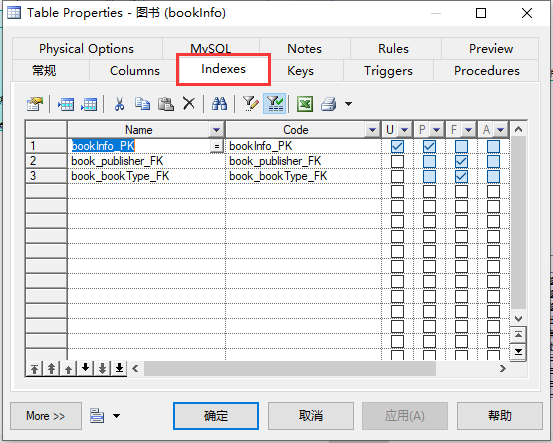 Table Properties - 图书 (bookInfo)
Physical Options MySQL Notes Rules Preview
常规 Columns Indexes Keys Triggers Procedures
Name Code U P F A
1 bookInfo_PK = bookInfo_PK
2 book_publisher_FK book_publisher_FK
3 book_bookType_FK book_bookType_FK
More >> 确定 取消 应用(A) 帮助